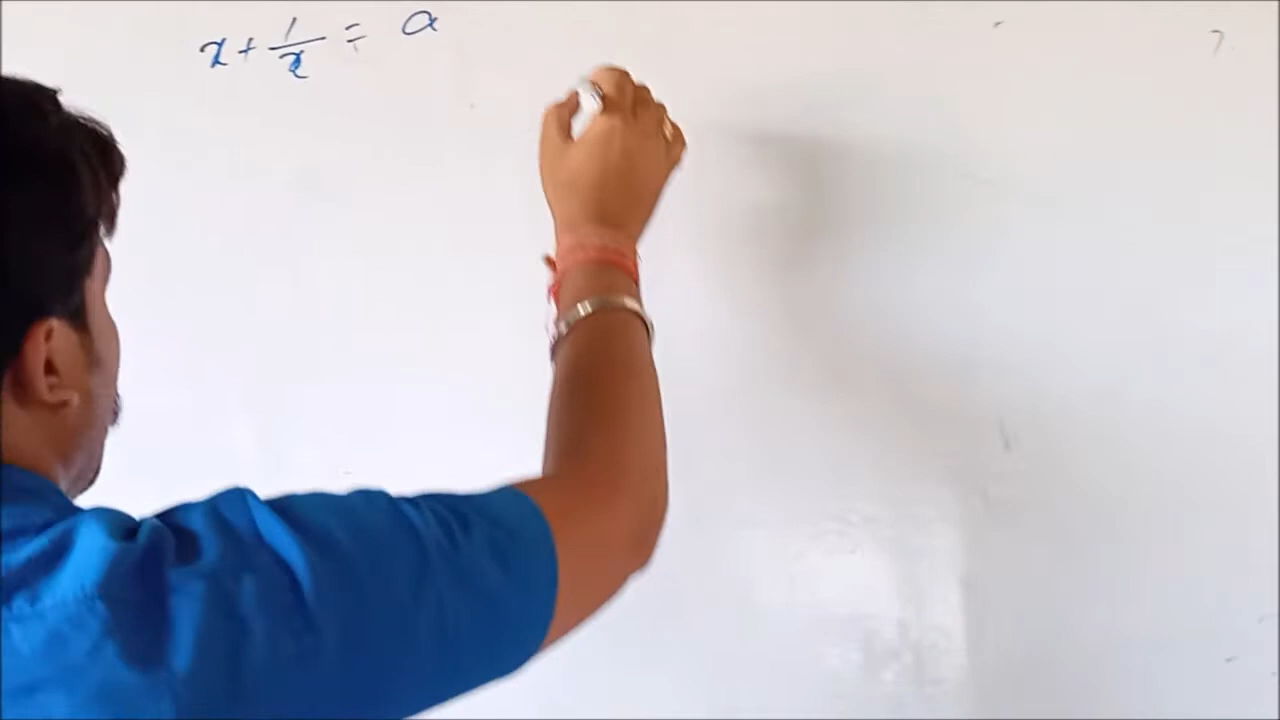 x + 1/x = a